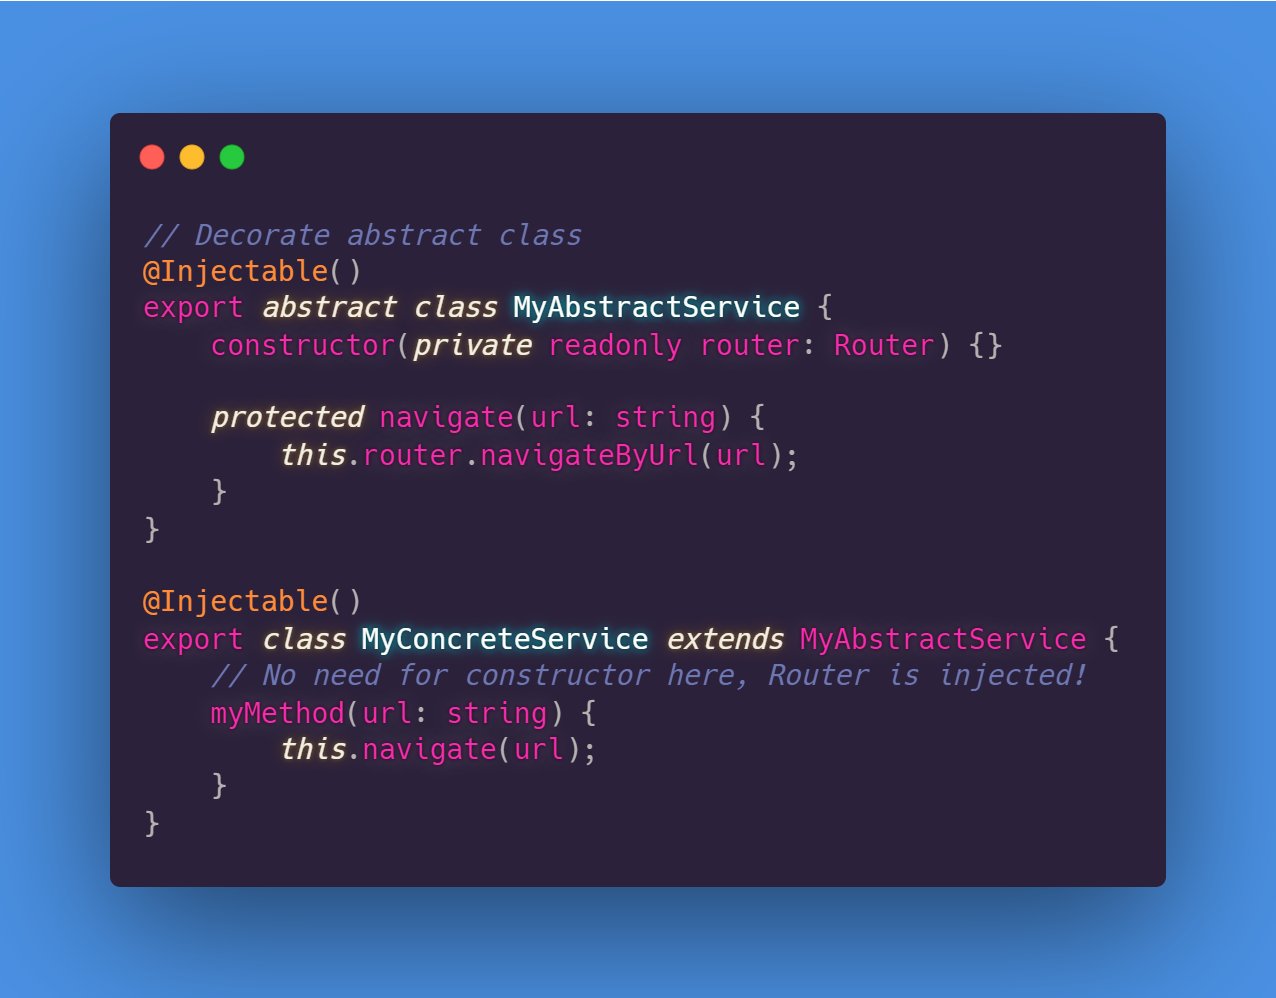 // Decorate abstract class
@Injectable()
export abstract class MyAbstractService {
    constructor(private readonly router: Router) {}

    protected navigate(url: string) {
        this.router.navigateByUrl(url);
    }
}

@Injectable()
export class MyConcreteService extends MyAbstractService {
    // No need for constructor here, Router is injected!
    myMethod(url: string) {
        this.navigate(url);
    }
}